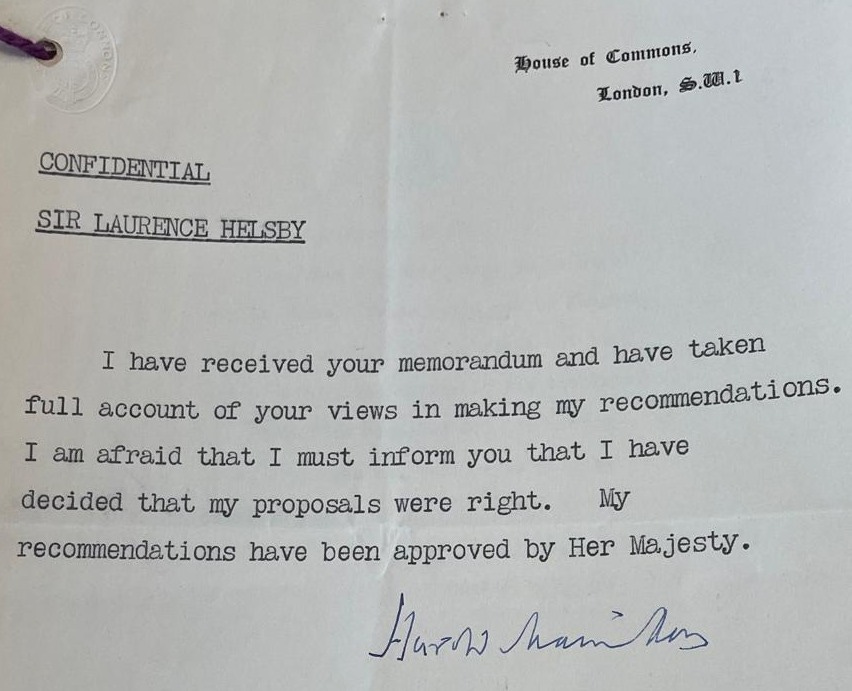 House of Commons,
London, S.W.1
CONFIDENTIAL
SIR LAURENCE HELSBY
I have received your memorandum and have taken
full account of your views in making my recommendations.
I am afraid that I must inform you that I have
decided that my proposals were right. My
recommendations have been approved by Her Majesty.
Harold Macmillan